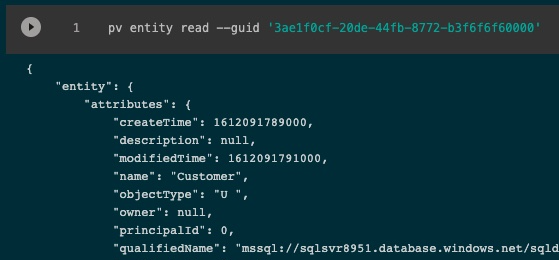 1 pv entity read --guid '3ae1f0cf-20de-44fb-8772-b3f6f6f60000'
{
"entity": {
"attributes": {
"createTime": 1612091789000,
"description": null,
"modifiedTime": 1612091791000,
"name": "Customer",
"objectType": "U ",
"owner": null,
"principalId": 0,
"qualifiedName": "mssql://sqlsvr8951.database.windows.net/sqld